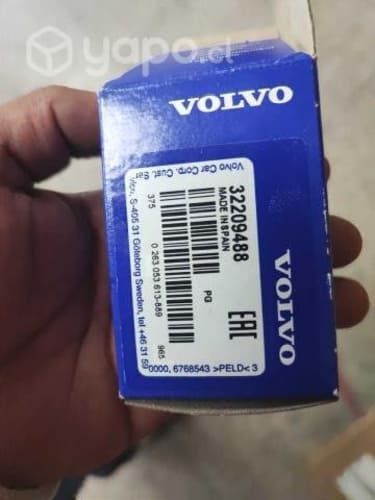 yapo.cl
VOLVO
Volvo Car Corp. Cust. Ser
32209488
MADE IN SPAIN
375
PG
0 263 053 613-889
EAC
965
S-405 31 Göteborg Sweden, tel +46 31 59
0000, 6768543 >PELD< 3
VOLVO